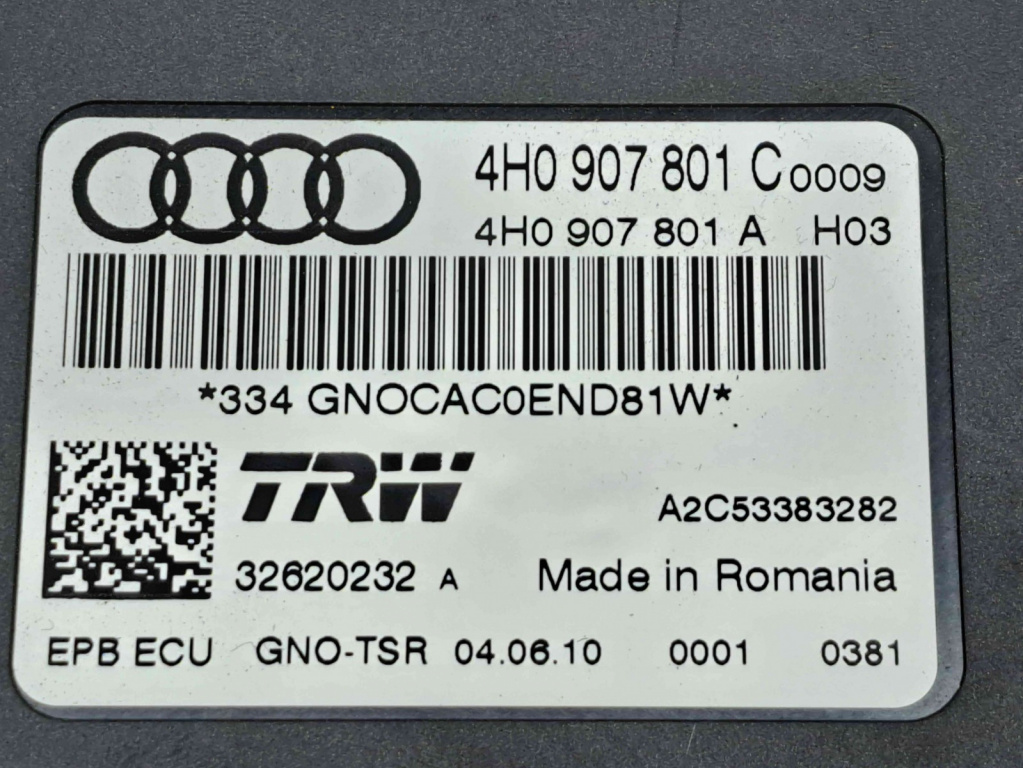 4H0 907 801 C 0009
4H0 907 801 A H03
*334 GNOCAC0END81W*
TRW
A2C53383282
32620232 A Made in Romania
EPB ECU GNO-TSR 04.06.10 0001 0381